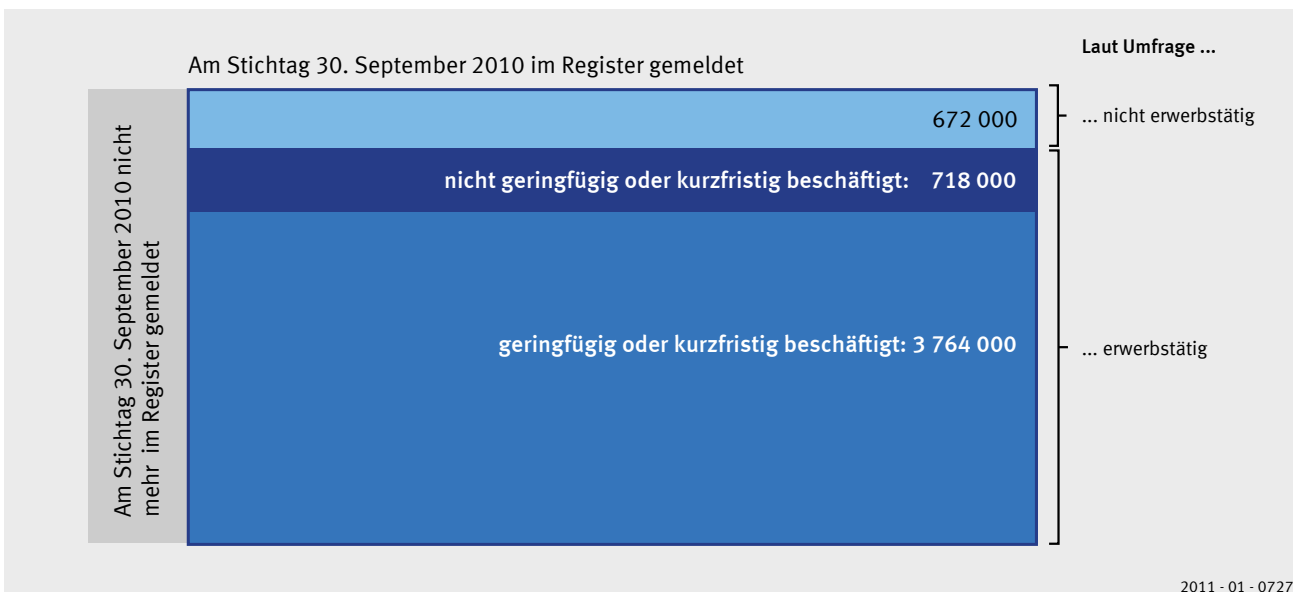 Laut Umfrage ...
Am Stichtag 30. September 2010 im Register gemeldet
672 000
... nicht erwerbstätig
nicht geringfügig oder kurzfristig beschäftigt: 718 000
Am Stichtag 30. September 2010 nicht
mehr im Register gemeldet
geringfügig oder kurzfristig beschäftigt: 3 764 000
... erwerbstätig
2011 - 01 - 0727